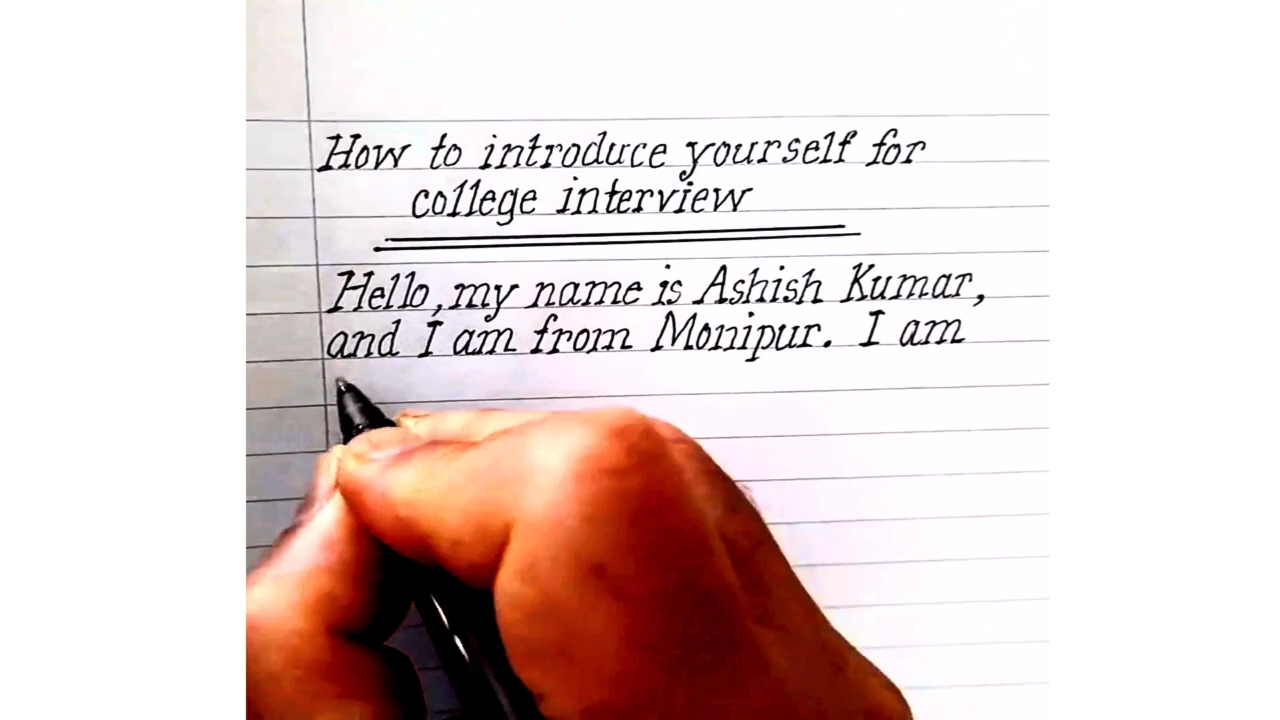 How to introduce yourself for
college interview
Hello, my name is Ashish Kumar,
and I am from Monipur. I am